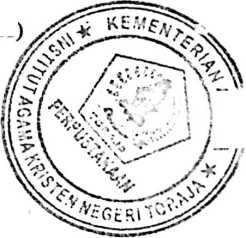 )
KEMENTERIAN
INSTITUT AGAMA KRISTEN NEGERI TORAJA
PERPUSTAKAAN